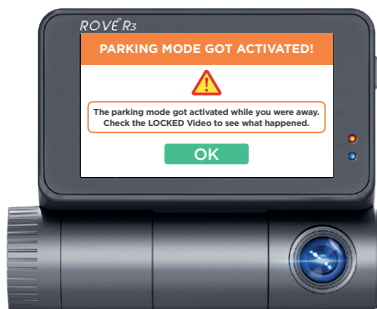 ROVE R3
PARKING MODE GOT ACTIVATED!
The parking mode got activated while you were away.
Check the LOCKED Video to see what happened.
OK